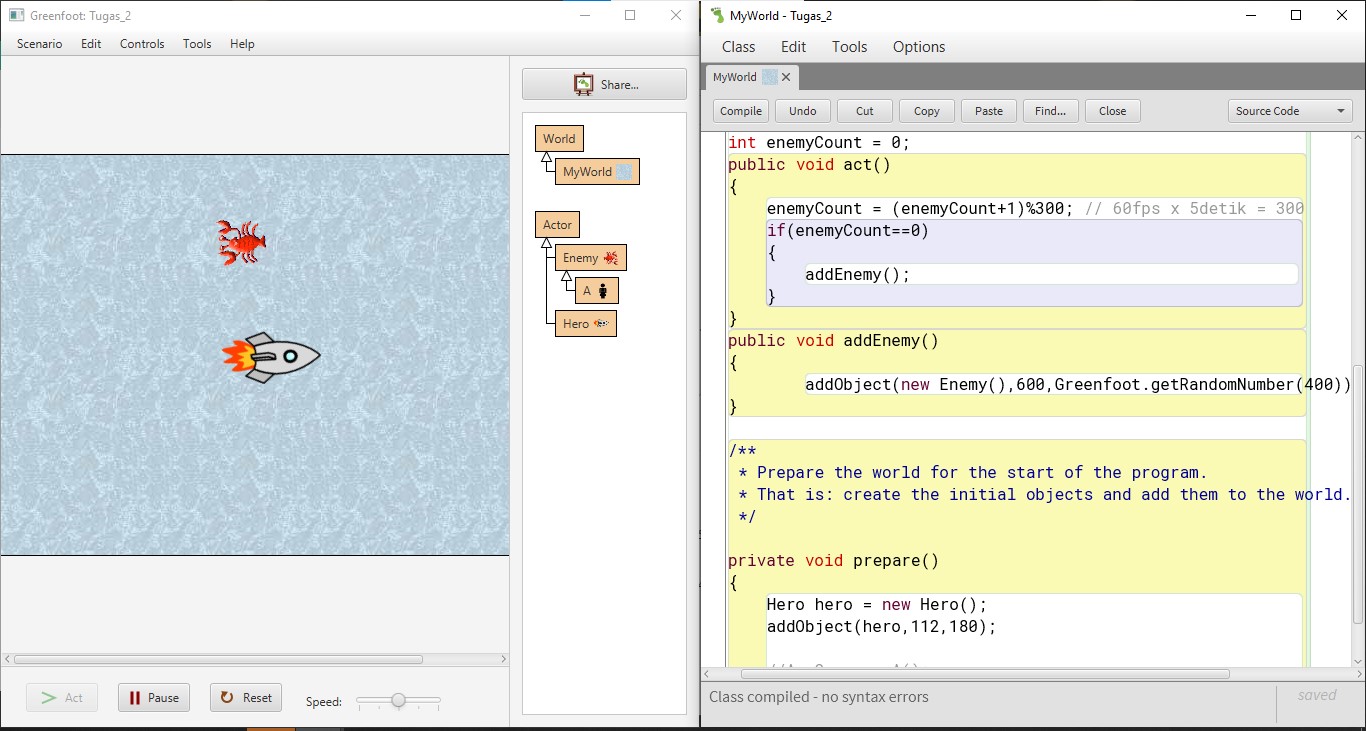 Greenfoot: Tugas_2
Scenario Edit Controls Tools Help
Share...
World
MyWorld
Actor
Enemy
A
Hero
Act Pause Reset Speed:
MyWorld - Tugas_2
Class Edit Tools Options
MyWorld
Compile Undo Cut Copy Paste Find... Close Source Code
int enemyCount = 0;
public void act()
{
enemyCount = (enemyCount+1)%300; // 60fps x 5detik = 300
if(enemyCount==0)
{
addEnemy();
}
}
public void addEnemy()
{
addObject(new Enemy(),600,Greenfoot.getRandomNumber(400))
}
/**
* Prepare the world for the start of the program.
* That is: create the initial objects and add them to the world.
*/
private void prepare()
{
Hero hero = new Hero();
addObject(hero,112,180);
Class compiled - no syntax errors
saved